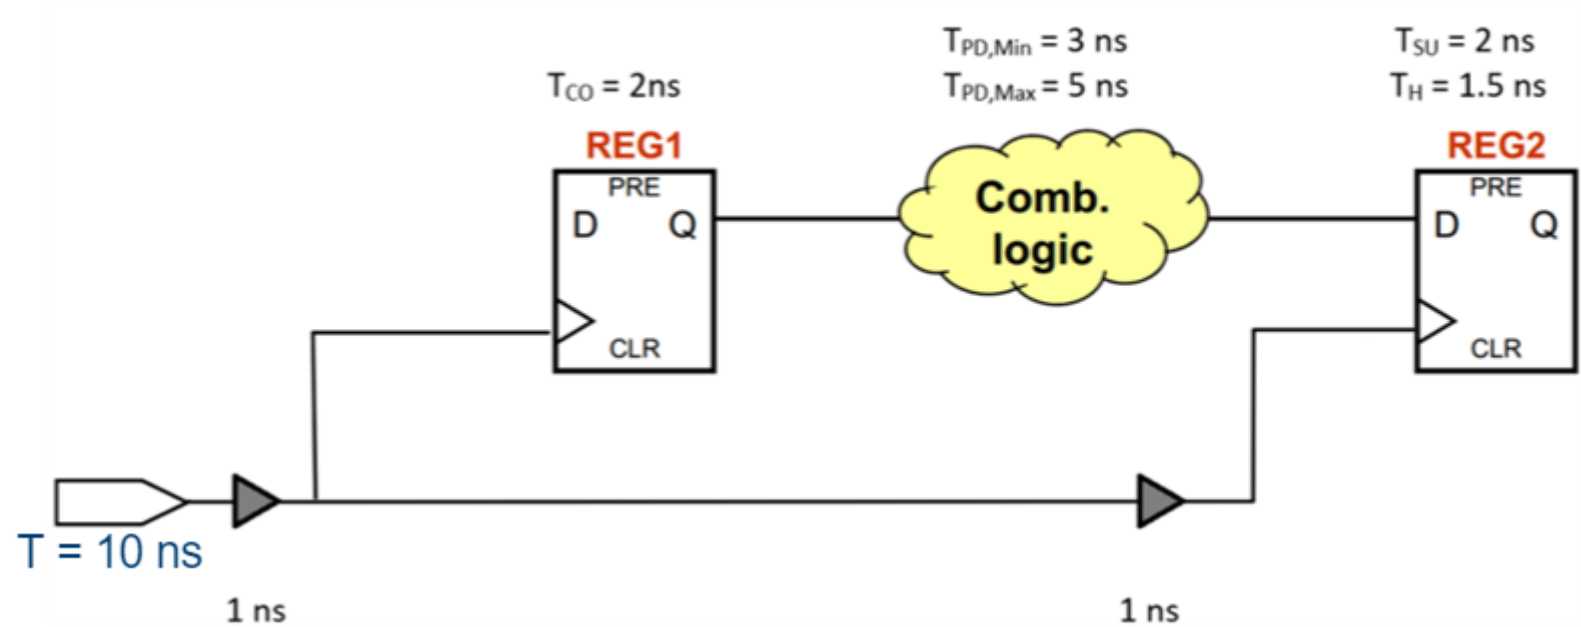 T_PD,Min = 3 ns
T_PD,Max = 5 ns
T_SU = 2 ns
T_H = 1.5 ns
T_CO = 2ns
REG1
PRE
D Q
CLR
Comb.
logic
REG2
PRE
D Q
CLR
T = 10 ns
1 ns
1 ns